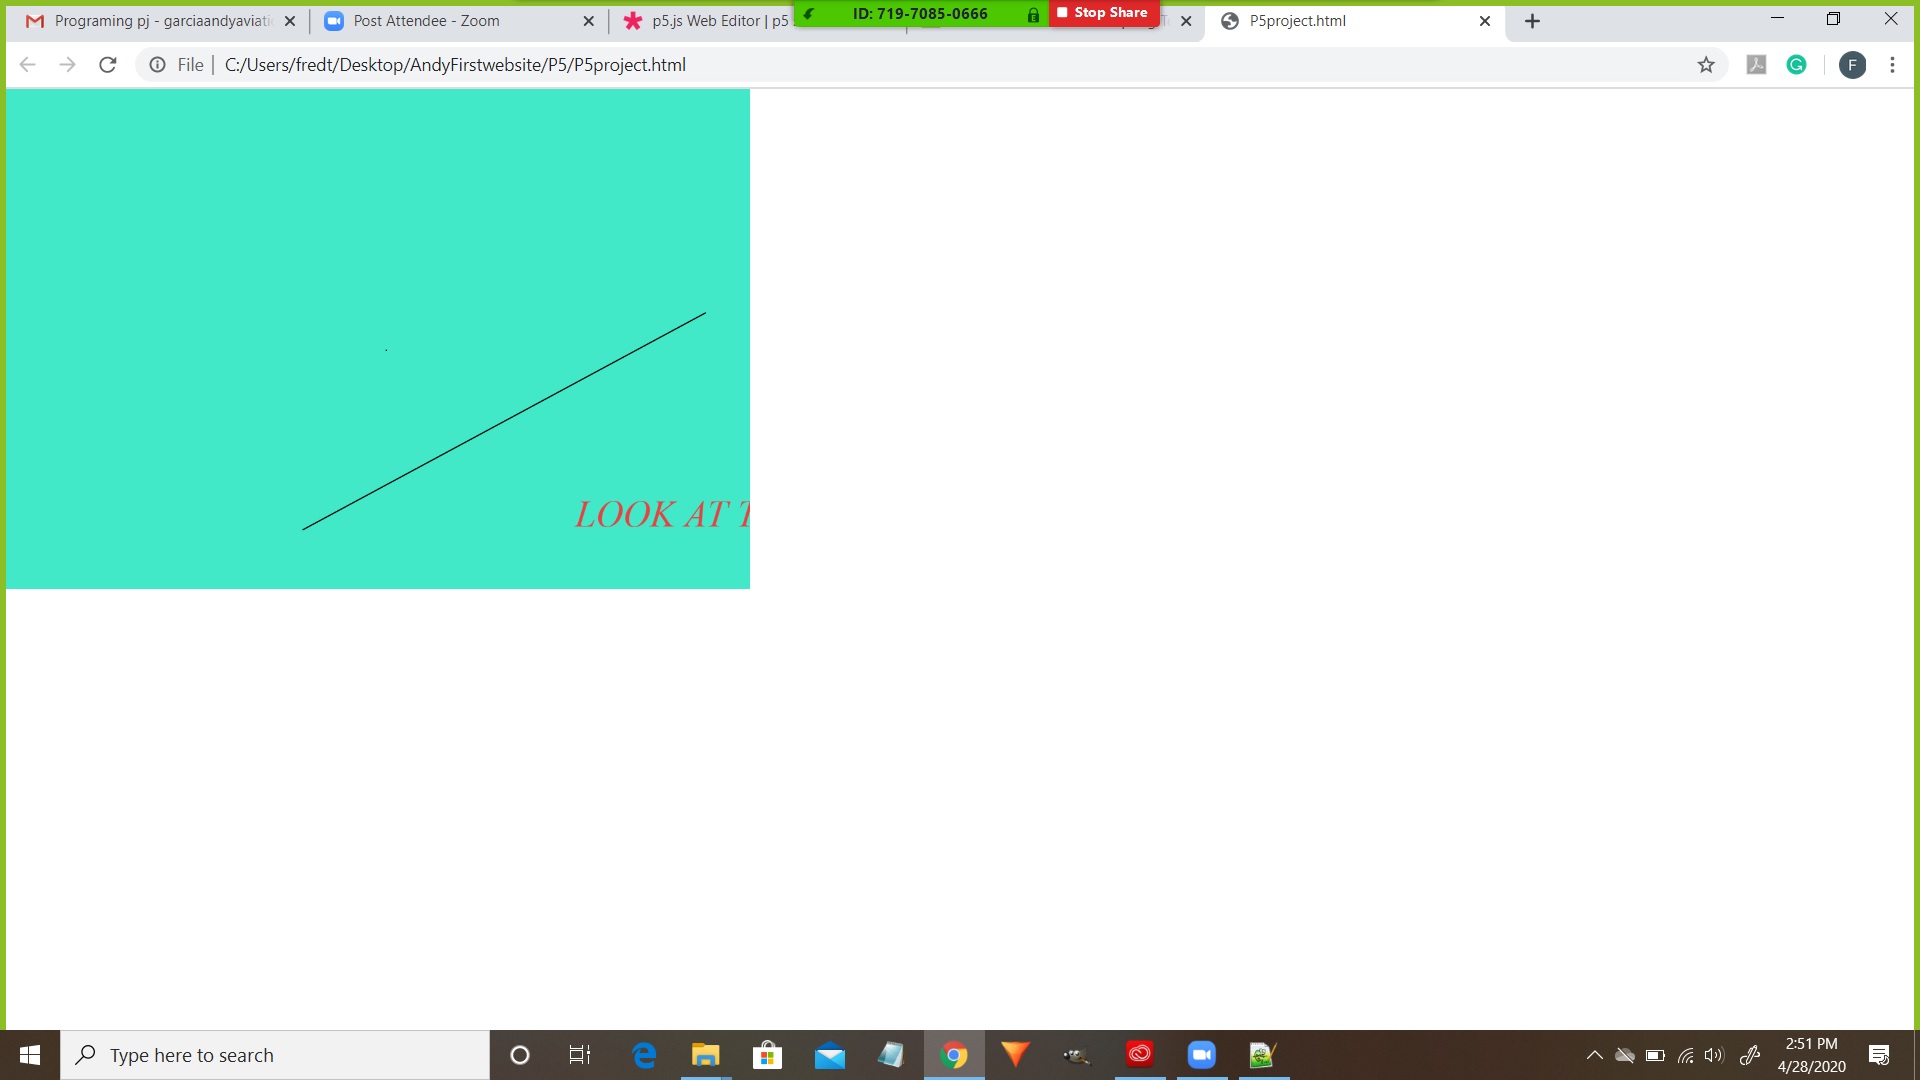 Programing pj - garciaandyaviati
Post Attendee - Zoom
p5.js Web Editor | p5
ID: 719-7085-0666
Stop Share
P5project.html
File
C:/Users/fredt/Desktop/AndyFirstwebsite/P5/P5project.html
F
LOOK AT T
Type here to search
2:51 PM
4/28/2020